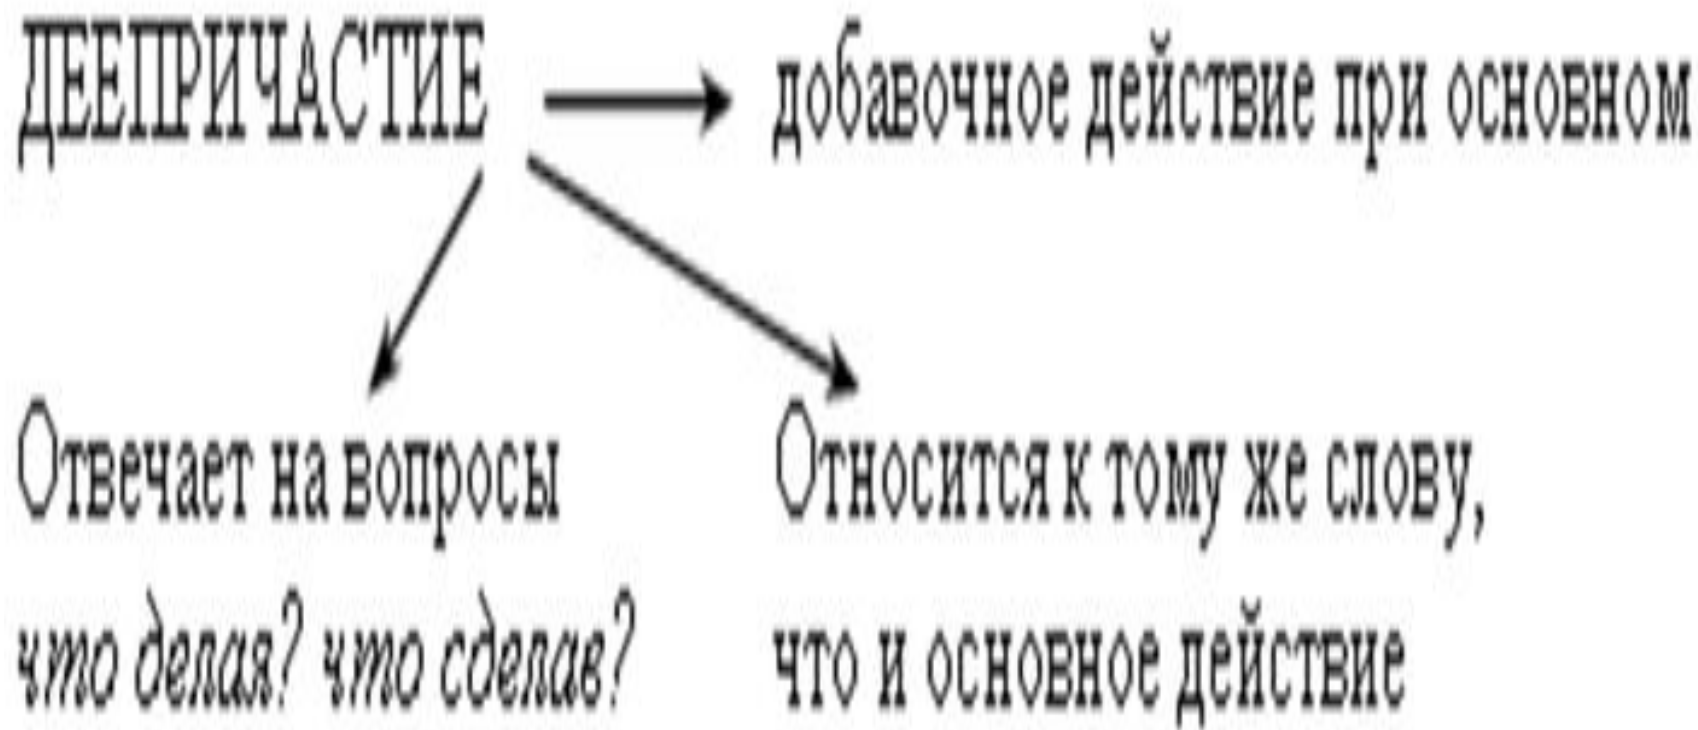 ДЕЕПРИЧАСТИЕ
добавочное действие при основном
Отвечает на вопросы
что делая? что сделав?
Относится к тому же слову,
что и основное действие